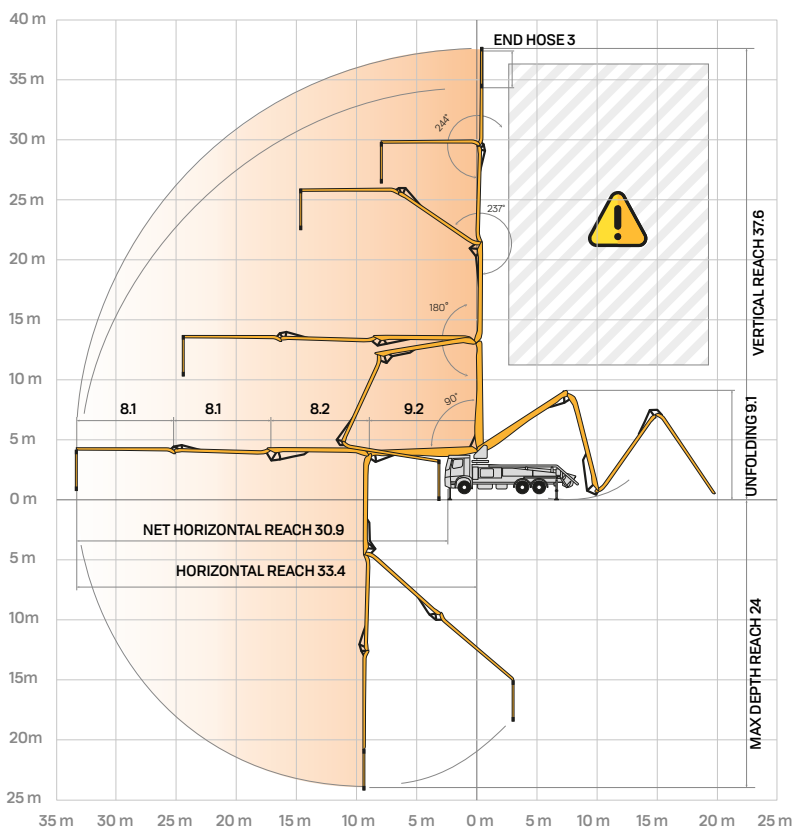 40 m
END HOSE 3
35 m
244°
30 m
25 m
237°
20 m
VERTICAL REACH 37.6
15 m
180°
10 m
90°
8.1
8.1
8.2
9.2
UNFOLDING 9.1
5 m
0 m
NET HORIZONTAL REACH 30.9
5 m
HORIZONTAL REACH 33.4
10 m
MAX DEPTH REACH 24
15 m
20 m
25 m
35 m
30 m
25 m
20 m
15 m
10 m
5 m
0 m
5 m
10 m
15 m
20 m
25 m